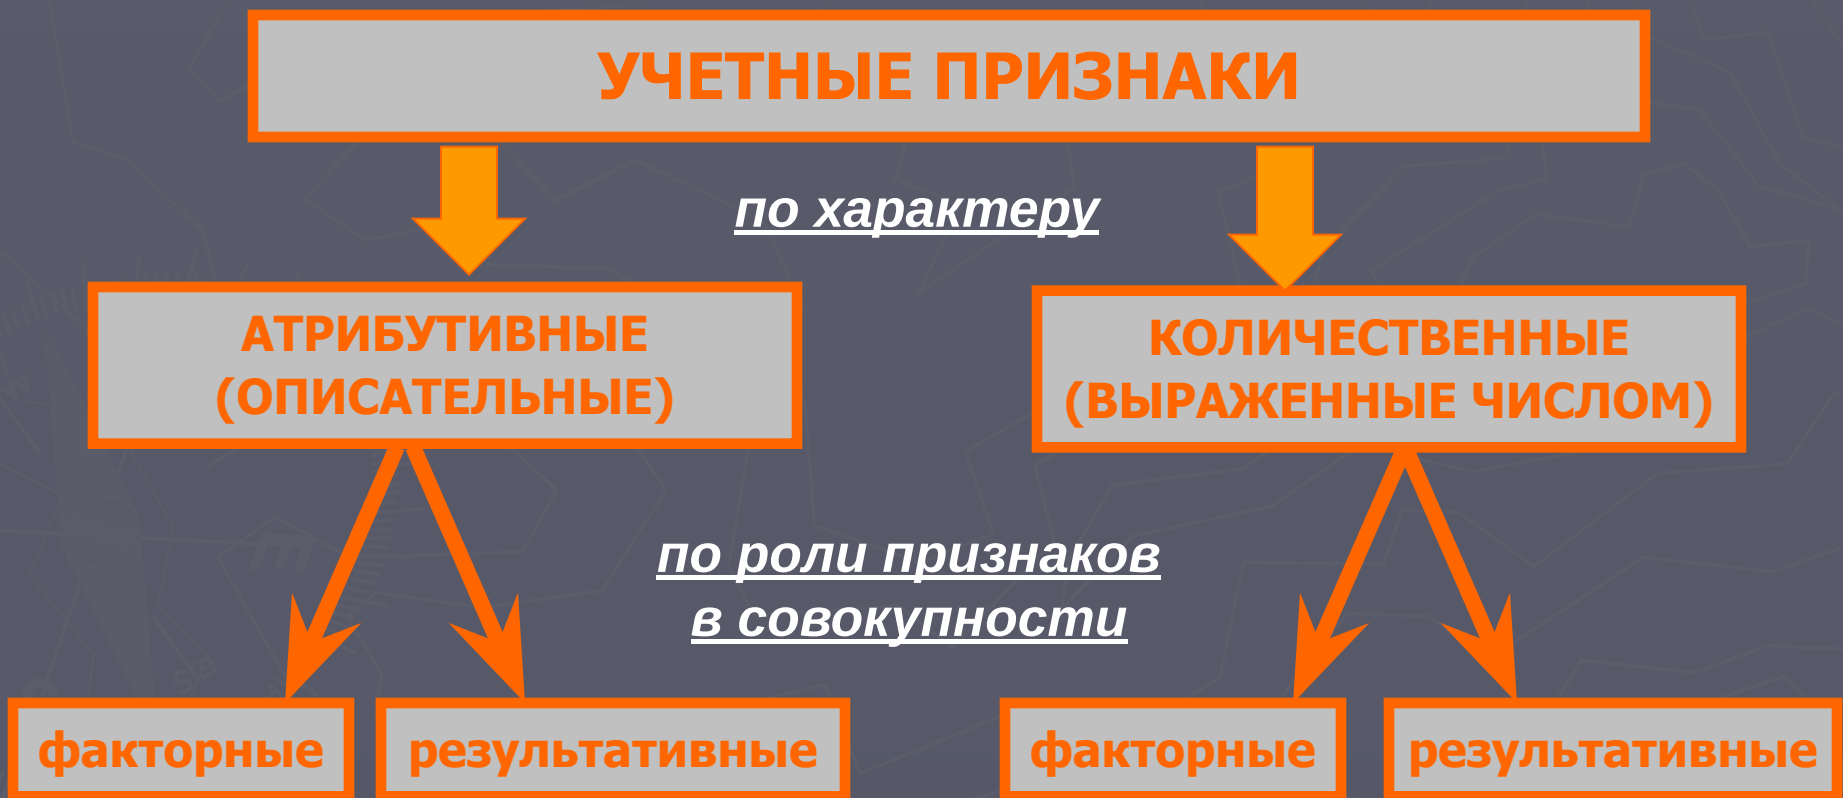 УЧЕТНЫЕ ПРИЗНАКИ
по характеру
АТРИБУТИВНЫЕ
(ОПИСАТЕЛЬНЫЕ)
КОЛИЧЕСТВЕННЫЕ
(ВЫРАЖЕННЫЕ ЧИСЛОМ)
по роли признаков
в совокупности
факторные
результативные
факторные
результативные